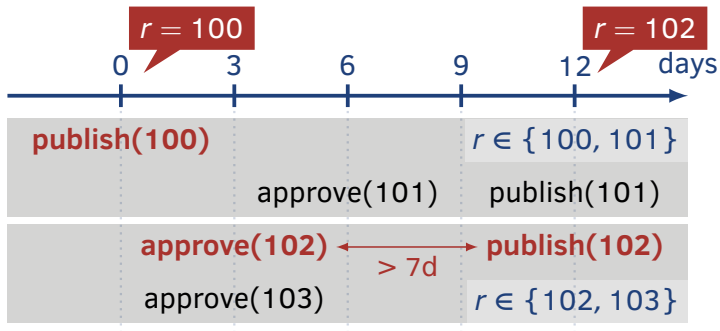 r = 100
r = 102
0 3 6 9 12 days
publish(100)
r ∈ {100, 101}
approve(101)
publish(101)
approve(102)
> 7d
publish(102)
approve(103)
r ∈ {102, 103}